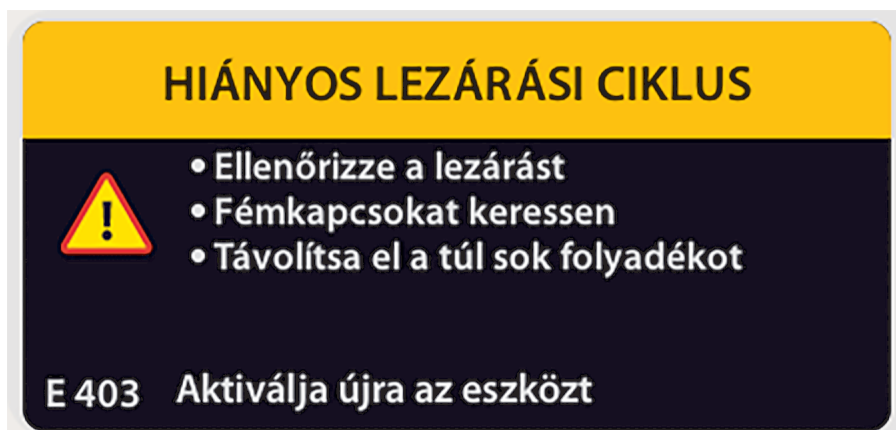 HIÁNYOS LEZÁRÁSI CIKLUS
• Ellenőrizze a lezárást
• Fémkapcsokat keressen
• Távolítsa el a túl sok folyadékot
E 403 Aktiválja újra az eszközt